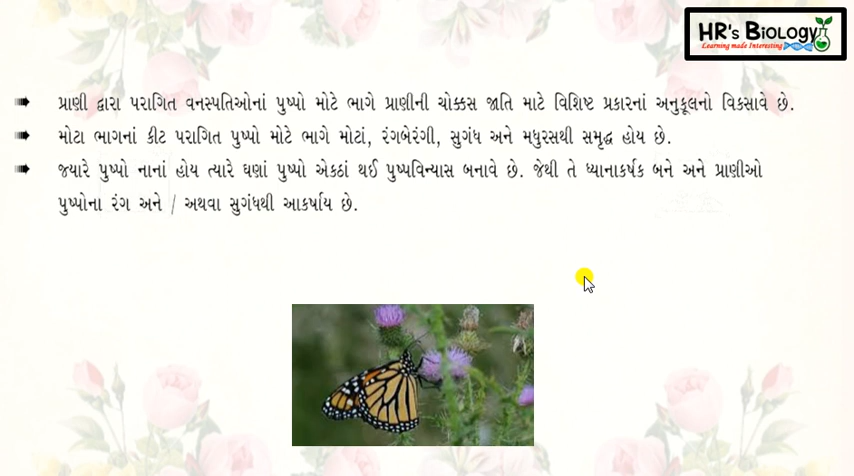 HR's Biology
Learning made Interesting
પ્રાણી દ્વારા પરાગિત વનસ્પતિઓનાં પુષ્પો મોટે ભાગે પ્રાણીની ચોક્કસ જાતિ માટે વિશિષ્ટ પ્રકારનાં અનુકૂલનો વિકસાવે છે.
મોટા ભાગનાં કીટ પરાગિત પુષ્પો મોટે ભાગે મોટાં, રંગબેરંગી, સુગંધ અને મધુરસથી સમૃદ્ધ હોય છે.
જયારે પુષ્પો નાનાં હોય ત્યારે ઘણાં પુષ્પો એકઠાં થઈ પુષ્પવિન્યાસ બનાવે છે. જેથી તે ધ્યાનાકર્ષક બને અને પ્રાણીઓ
પુષ્પોના રંગ અને / અથવા સુગંધથી આકર્ષાય છે.